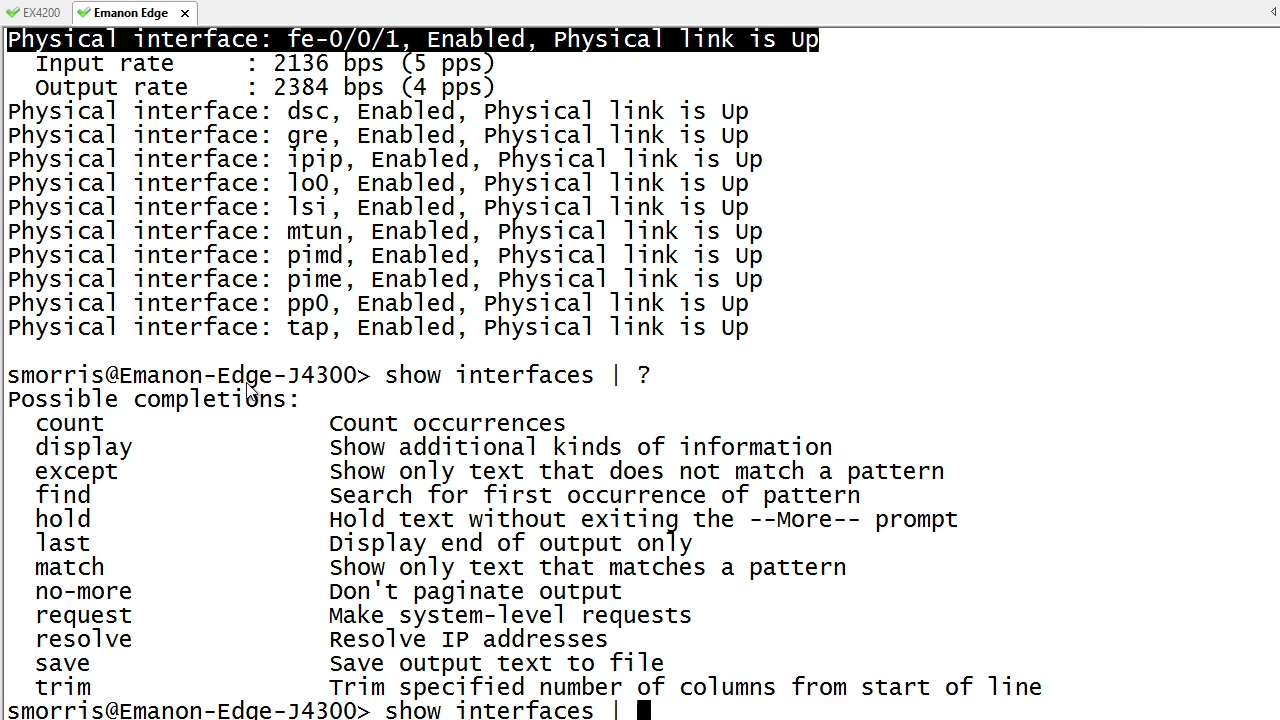 EX4200 Emanon Edge
Physical interface: fe-0/0/1, Enabled, Physical link is Up
  Input rate     : 2136 bps (5 pps)
  Output rate    : 2384 bps (4 pps)
Physical interface: dsc, Enabled, Physical link is Up
Physical interface: gre, Enabled, Physical link is Up
Physical interface: ipip, Enabled, Physical link is Up
Physical interface: lo0, Enabled, Physical link is Up
Physical interface: lsi, Enabled, Physical link is Up
Physical interface: mtun, Enabled, Physical link is Up
Physical interface: pimd, Enabled, Physical link is Up
Physical interface: pime, Enabled, Physical link is Up
Physical interface: pp0, Enabled, Physical link is Up
Physical interface: tap, Enabled, Physical link is Up
smorris@Emanon-Edge-J4300> show interfaces | ?
Possible completions:
  count                Count occurrences
  display              Show additional kinds of information
  except               Show only text that does not match a pattern
  find                 Search for first occurrence of pattern
  hold                 Hold text without exiting the --More-- prompt
  last                 Display end of output only
  match                Show only text that matches a pattern
  no-more              Don't paginate output
  request              Make system-level requests
  resolve              Resolve IP addresses
  save                 Save output text to file
  trim                 Trim specified number of columns from start of line
smorris@Emanon-Edge-J4300> show interfaces |